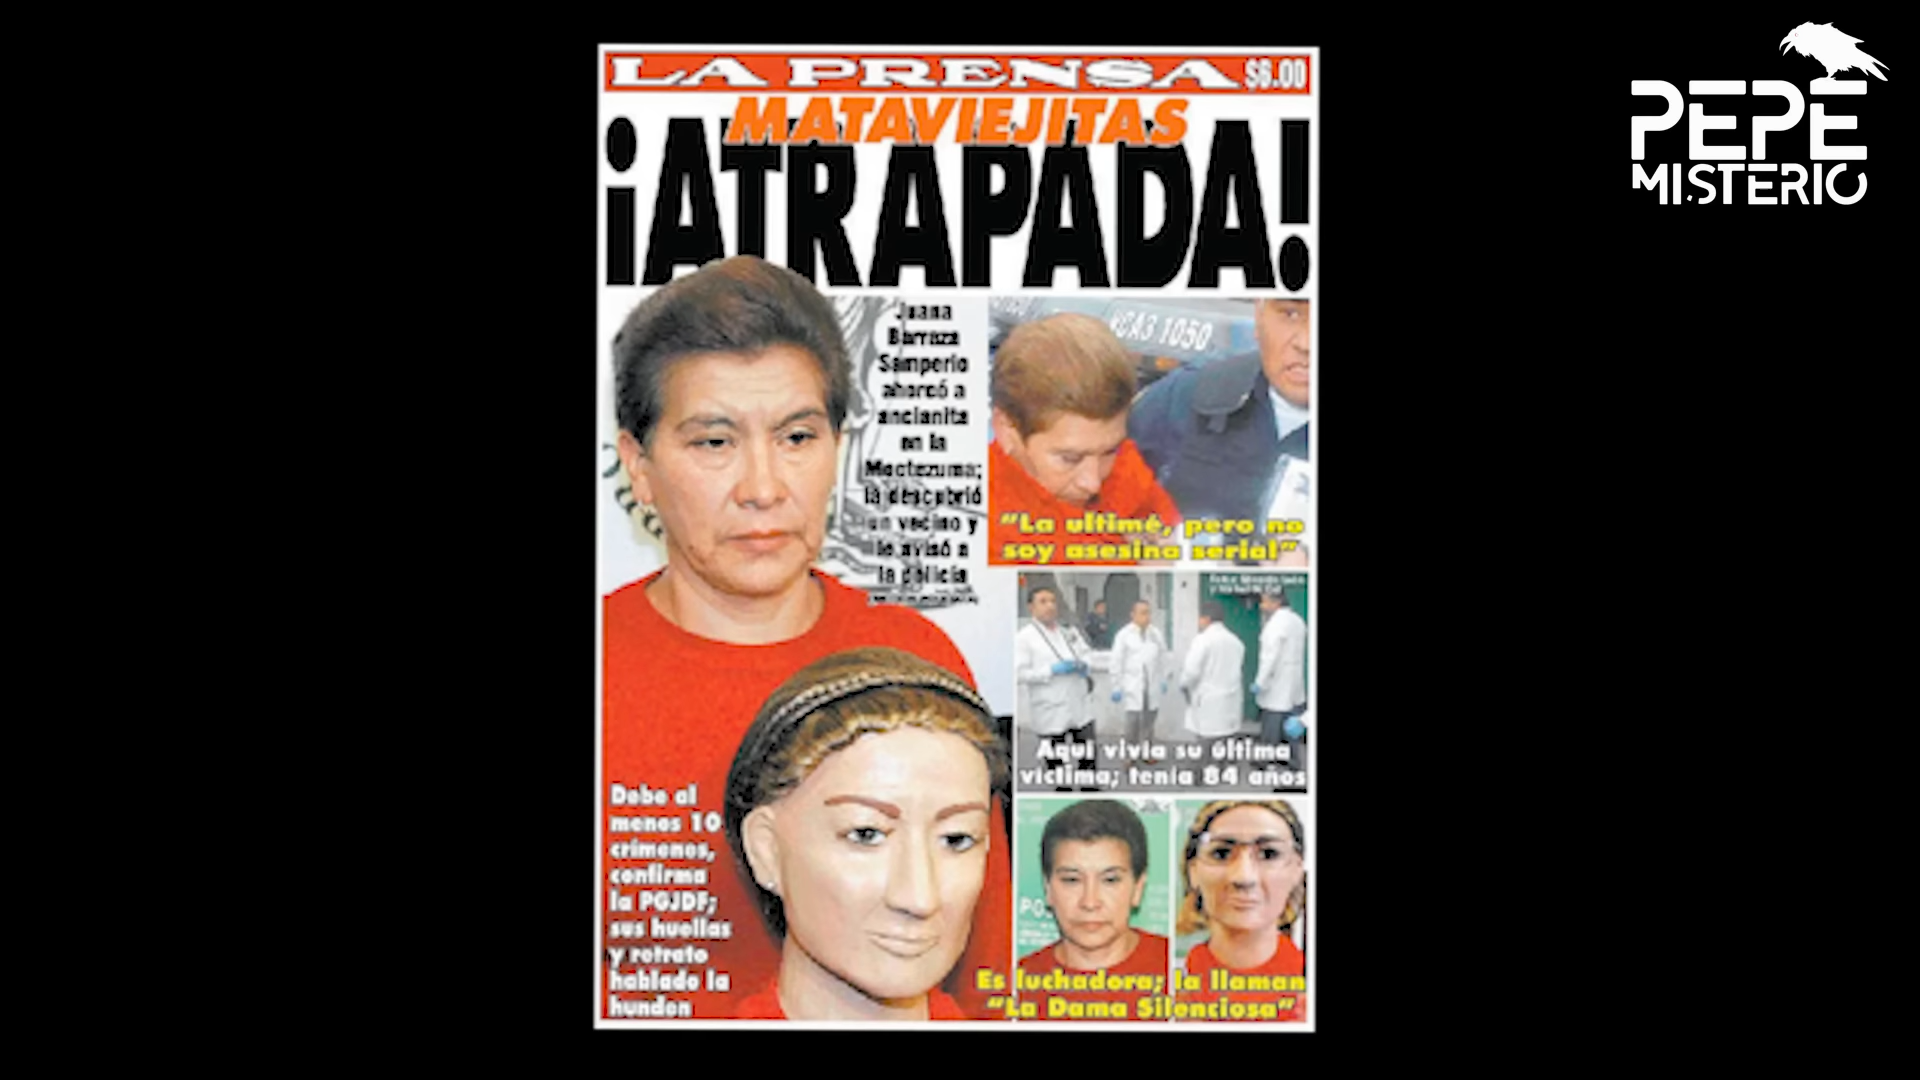 LA PRENSA $6.00
MATAVIEJITAS
¡ATRAPADA!
Juana
Barraza
Samperio
ahorcó a
ancianita
en la
Moctezuma;
la descubrió
un vecino y
le avisó a
la policía
CA3 1050
"La ultimé, pero no
soy asesina serial"
Aquí vivía su última
víctima; tenía 84 años
Debe al
menos 10
crímenes,
confirma
la PGJDF;
sus huellas
y retrato
hablado la
hunden
Es luchadora; la llaman
"La Dama Silenciosa"
PEPE
MISTERIO